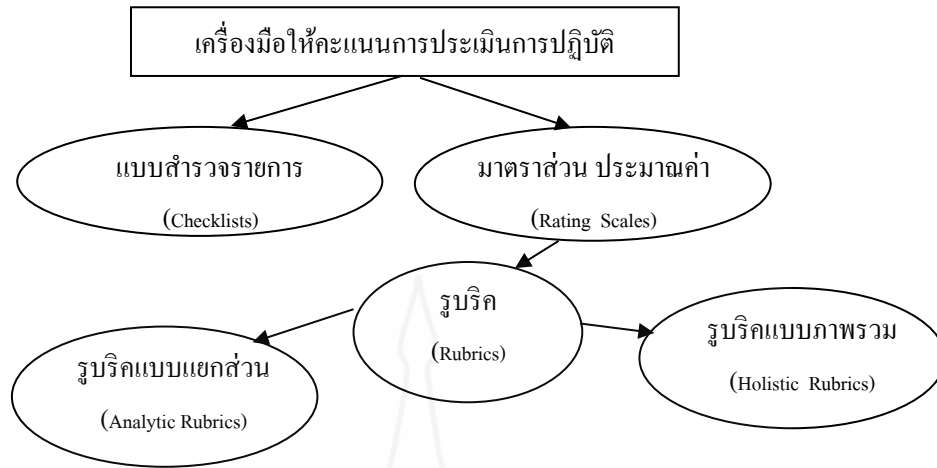 เครื่องมือให้คะแนนการประเมินการปฏิบัติ
แบบสำรวจรายการ
(Checklists)
มาตราส่วน ประมาณค่า
(Rating Scales)
รูบริค
(Rubrics)
รูบริคแบบแยกส่วน
(Analytic Rubrics)
รูบริคแบบภาพรวม
(Holistic Rubrics)